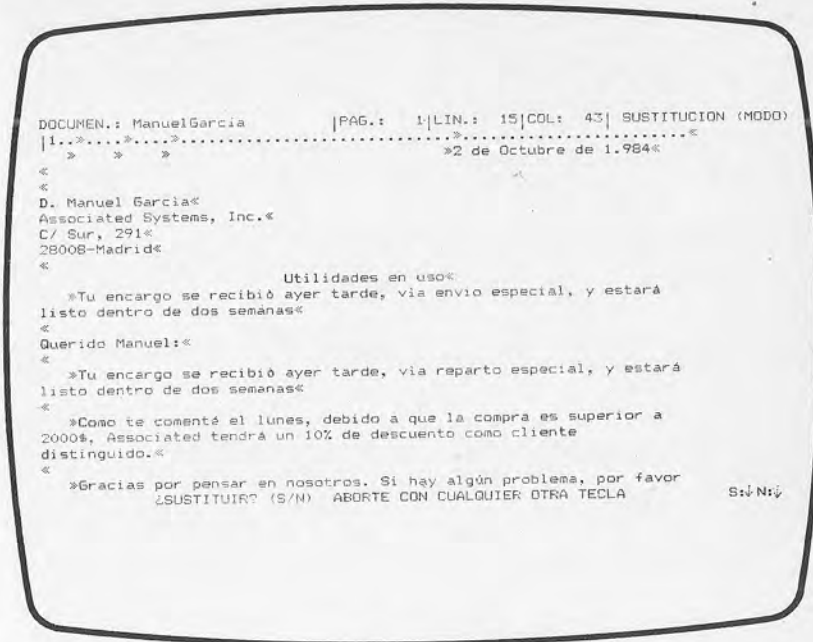 DOCUMEN.: ManuelGarcia |PAG.: 1|LIN.: 15|COL: 43| SUSTITUCION (MODO)
|1..»....»....»...................................».............................«
» » » »2 de Octubre de 1.984«
«
«
D. Manuel Garcia«
Associated Systems, Inc.«
C/ Sur, 291«
28008-Madrid«
«
Utilidades en uso«
»Tu encargo se recibió ayer tarde, via envio especial, y estará
listo dentro de dos semanas«
«
Querido Manuel:«
«
»Tu encargo se recibió ayer tarde, via reparto especial, y estará
listo dentro de dos semanas«
«
»Como te comenté el lunes, debido a que la compra es superior a
2000$, Associated tendrá un 10% de descuento como cliente
distinguido.«
«
»Gracias por pensar en nosotros. Si hay algún problema, por favor
¿SUSTITUIR? (S/N) ABORTE CON CUALQUIER OTRA TECLA S:↓ N:↓